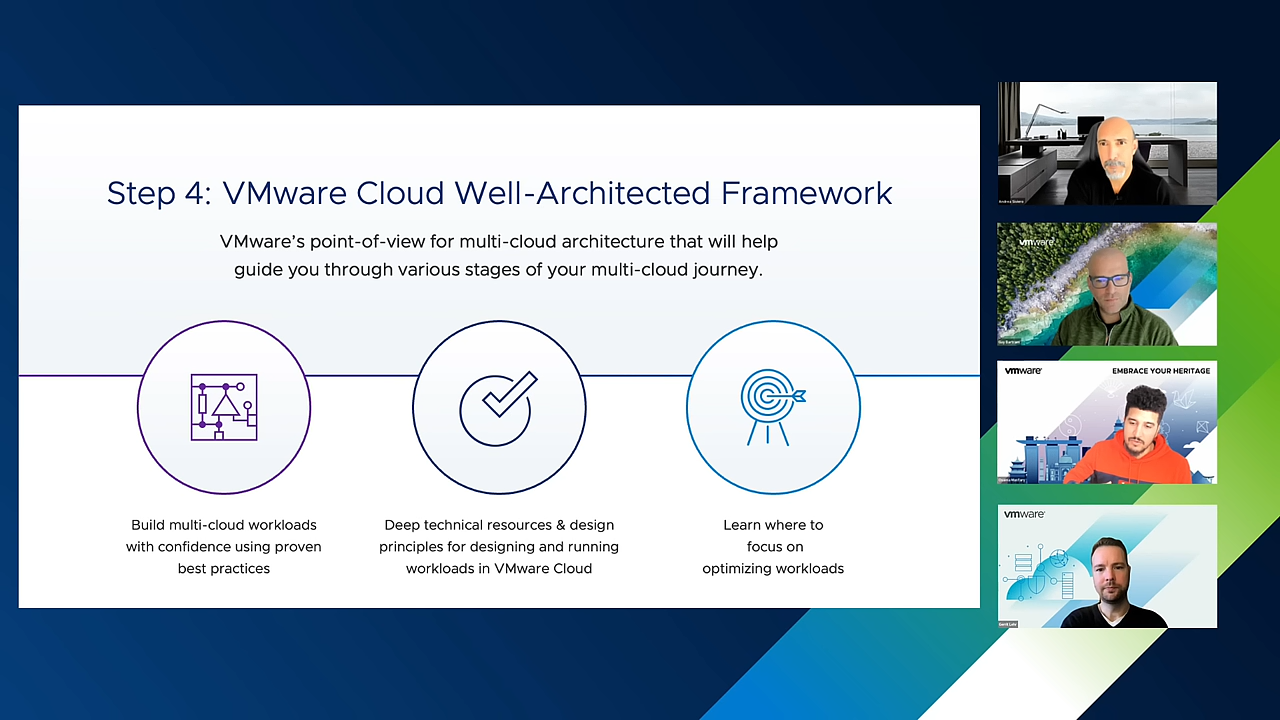 Step 4: VMware Cloud Well-Architected Framework
VMware's point-of-view for multi-cloud architecture that will help
guide you through various stages of your multi-cloud journey.
Build multi-cloud workloads
with confidence using proven
best practices
Deep technical resources & design
principles for designing and running
workloads in VMware Cloud
Learn where to
focus on
optimizing workloads
vmware
vmware
EMBRACE YOUR HERITAGE
vmware